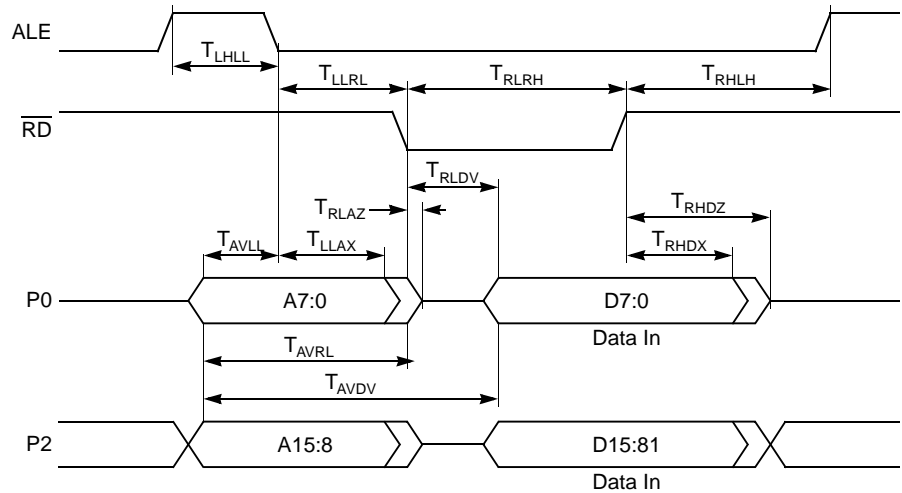 ALE
TLHLL
TLLRL
TRLRH
TRHLH
RD
TRLDV
TRLAZ
TRHDZ
TAVLL
TLLAX
TRHDX
P0
A7:0
D7:0
Data In
TAVRL
TAVDV
P2
A15:8
D15:81
Data In